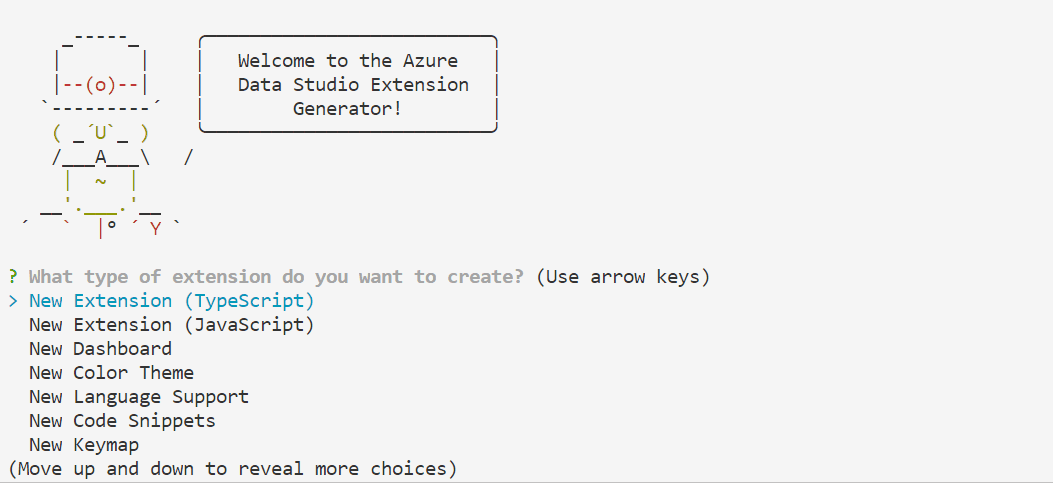 Welcome to the Azure
Data Studio Extension
Generator!
? What type of extension do you want to create? (Use arrow keys)
> New Extension (TypeScript)
New Extension (JavaScript)
New Dashboard
New Color Theme
New Language Support
New Code Snippets
New Keymap
(Move up and down to reveal more choices)